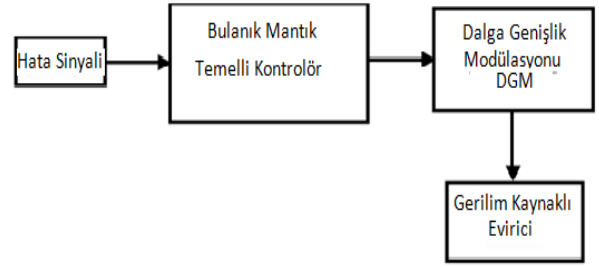 Hata Sinyali
Bulanık Mantık
Temelli Kontrolör
Dalga Genişlik
Modülasyonu
DGM
Gerilim Kaynaklı
Evirici